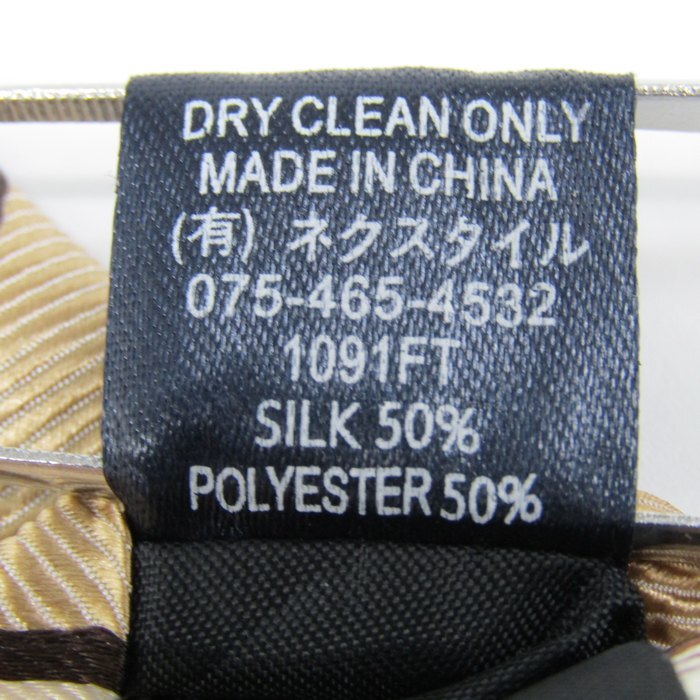 DRY CLEAN ONLY
MADE IN CHINA
(有) ネクスタイル
075-465-4532
1091FT
SILK 50%
POLYESTER 50%